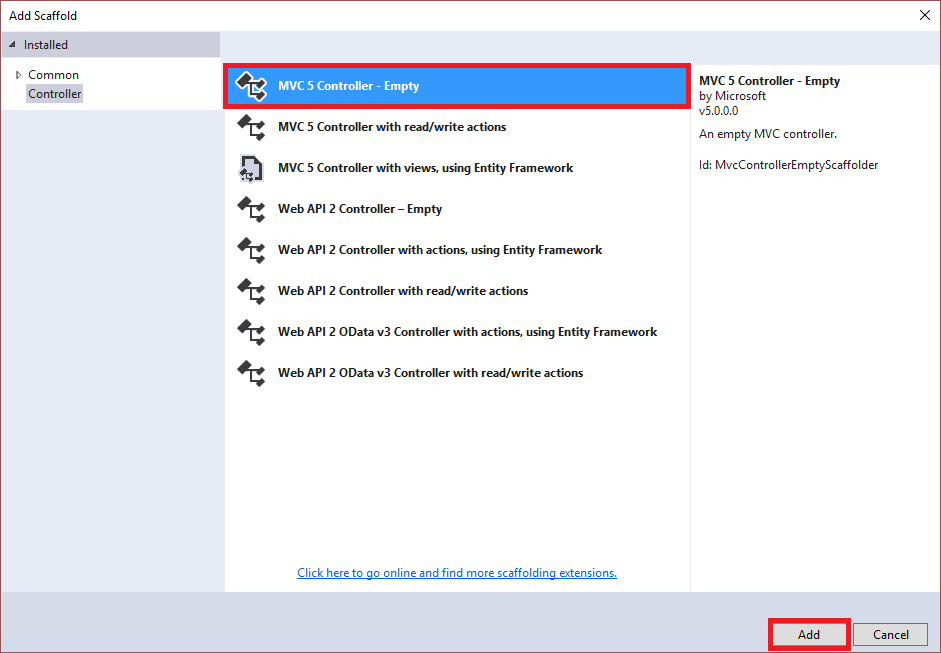 Add Scaffold
Installed
Common
Controller
MVC 5 Controller - Empty
MVC 5 Controller with read/write actions
MVC 5 Controller with views, using Entity Framework
Web API 2 Controller – Empty
Web API 2 Controller with actions, using Entity Framework
Web API 2 Controller with read/write actions
Web API 2 OData v3 Controller with actions, using Entity Framework
Web API 2 OData v3 Controller with read/write actions
Click here to go online and find more scaffolding extensions.
MVC 5 Controller - Empty
by Microsoft
v5.0.0.0
An empty MVC controller.
Id: MvcControllerEmptyScaffolder
Add
Cancel